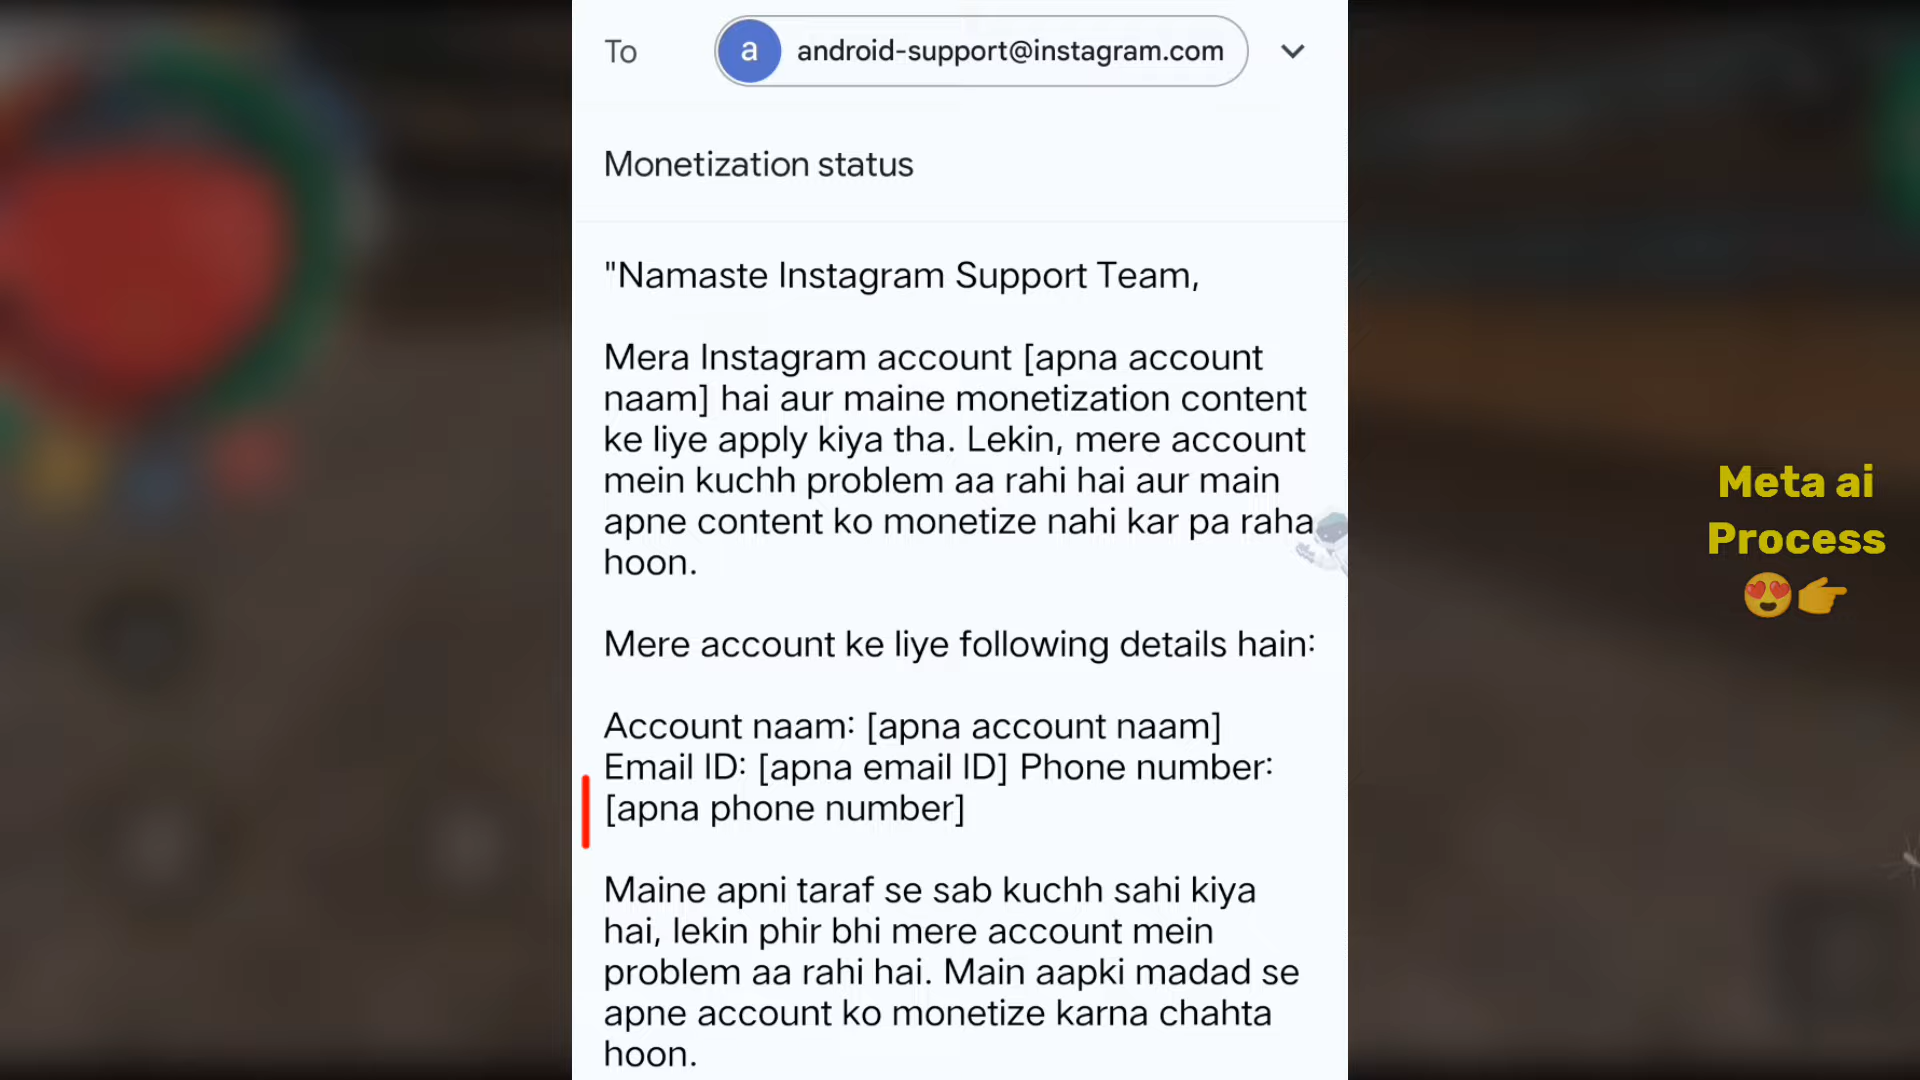 To a android-support@instagram.com
Monetization status
"Namaste Instagram Support Team,
Mera Instagram account [apna account
naam] hai aur maine monetization content
ke liye apply kiya tha. Lekin, mere account
mein kuchh problem aa rahi hai aur main
apne content ko monetize nahi kar pa raha
hoon.
Mere account ke liye following details hain:
Account naam: [apna account naam]
Email ID: [apna email ID] Phone number:
[apna phone number]
Maine apni taraf se sab kuchh sahi kiya
hai, lekin phir bhi mere account mein
problem aa rahi hai. Main aapki madad se
apne account ko monetize karna chahta
hoon.
Meta ai
Process
😍👉